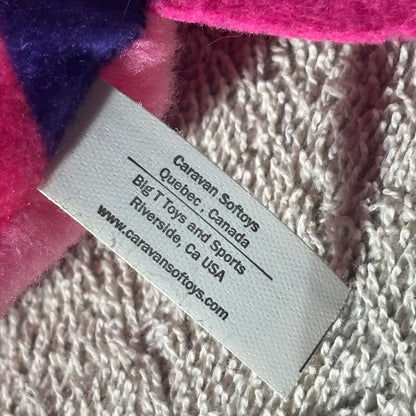 Caravan Softoys
Quebec , Canada
Big T Toys and Sports
Riverside, Ca USA
www.caravansoftoys.com